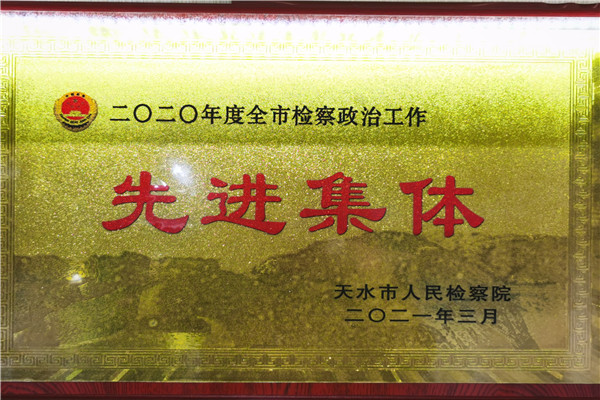 二〇二〇年度全市检察政治工作
先进集体
天水市人民检察院
二〇二一年三月